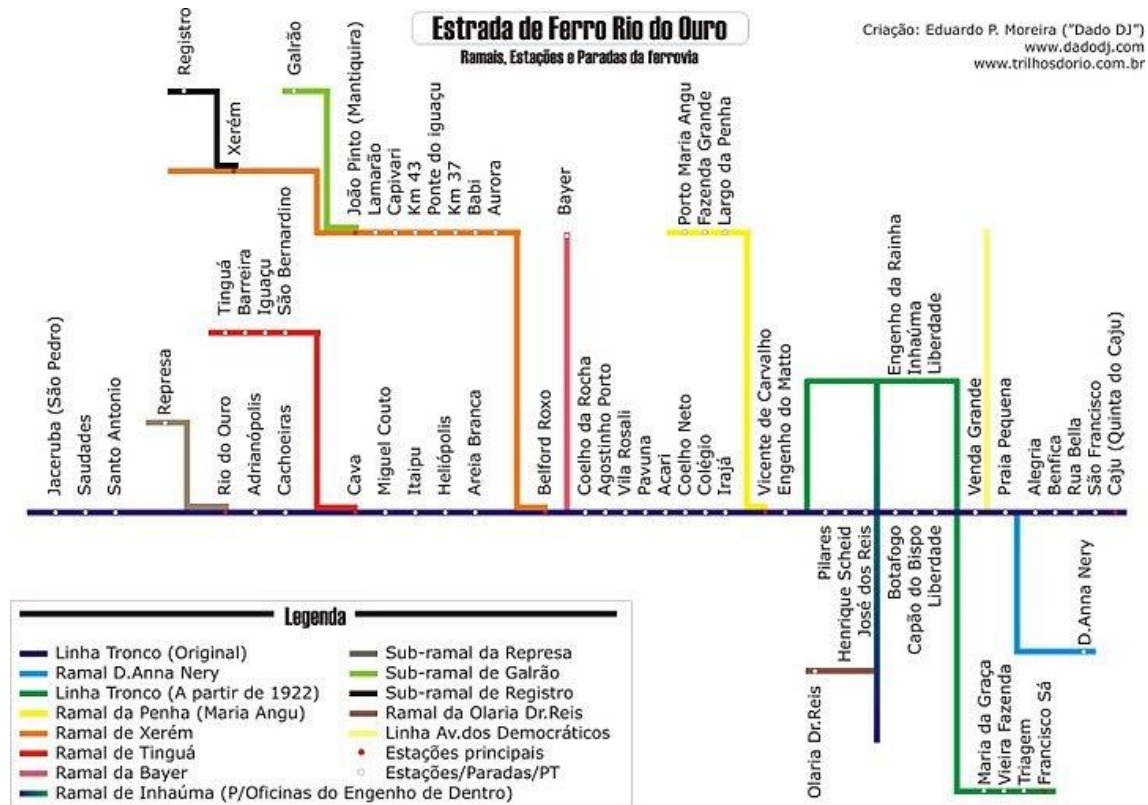 Estrada de Ferro Rio do Ouro
Ramais, Estações e Paradas da ferrovia
Criação: Eduardo P. Moreira ("Dado DJ")
www.dadodj.com
www.trilhosdorio.com.br
Registro
Xerém
Galrão
João Pinto (Mantiquira)
Lamarão
Capivari
Km 43
Ponte do iguaçu
Km 37
Babi
Aurora
Bayer
Porto Maria Angu
Fazenda Grande
Largo da Penha
Tinguá
Barreira
Iguaçu
São Bernardino
Engenho da Rainha
Inhaúma
Liberdade
Jaceruba (São Pedro)
Saudades
Santo Antonio
Represa
Rio do Ouro
Adrianópolis
Cachoeiras
Cava
Miguel Couto
Itaipu
Heliópolis
Areia Branca
Belford Roxo
Coelho da Rocha
Agostinho Porto
Vila Rosali
Pavuna
Acari
Coelho Neto
Colégio
Irajá
Vicente de Carvalho
Engenho do Matto
Venda Grande
Praia Pequena
Alegria
Benfica
Rua Bella
São Francisco
Caju (Quinta do Caju)
Pilares
Henrique Scheid
José dos Reis
Botafogo
Capão do Bispo
Liberdade
D.Anna Nery
Olaria Dr.Reis
Maria da Graça
Vieira Fazenda
Triagem
Francisco Sá
Legenda
Linha Tronco (Original)
Ramal D.Anna Nery
Linha Tronco (A partir de 1922)
Ramal da Penha (Maria Angu)
Ramal de Xerém
Ramal de Tinguá
Ramal da Bayer
Ramal de Inhaúma (P/Oficinas do Engenho de Dentro)
Sub-ramal da Represa
Sub-ramal de Galrão
Sub-ramal de Registro
Ramal da Olaria Dr.Reis
Linha Av.dos Democráticos
Estações principais
Estações/Paradas/PT